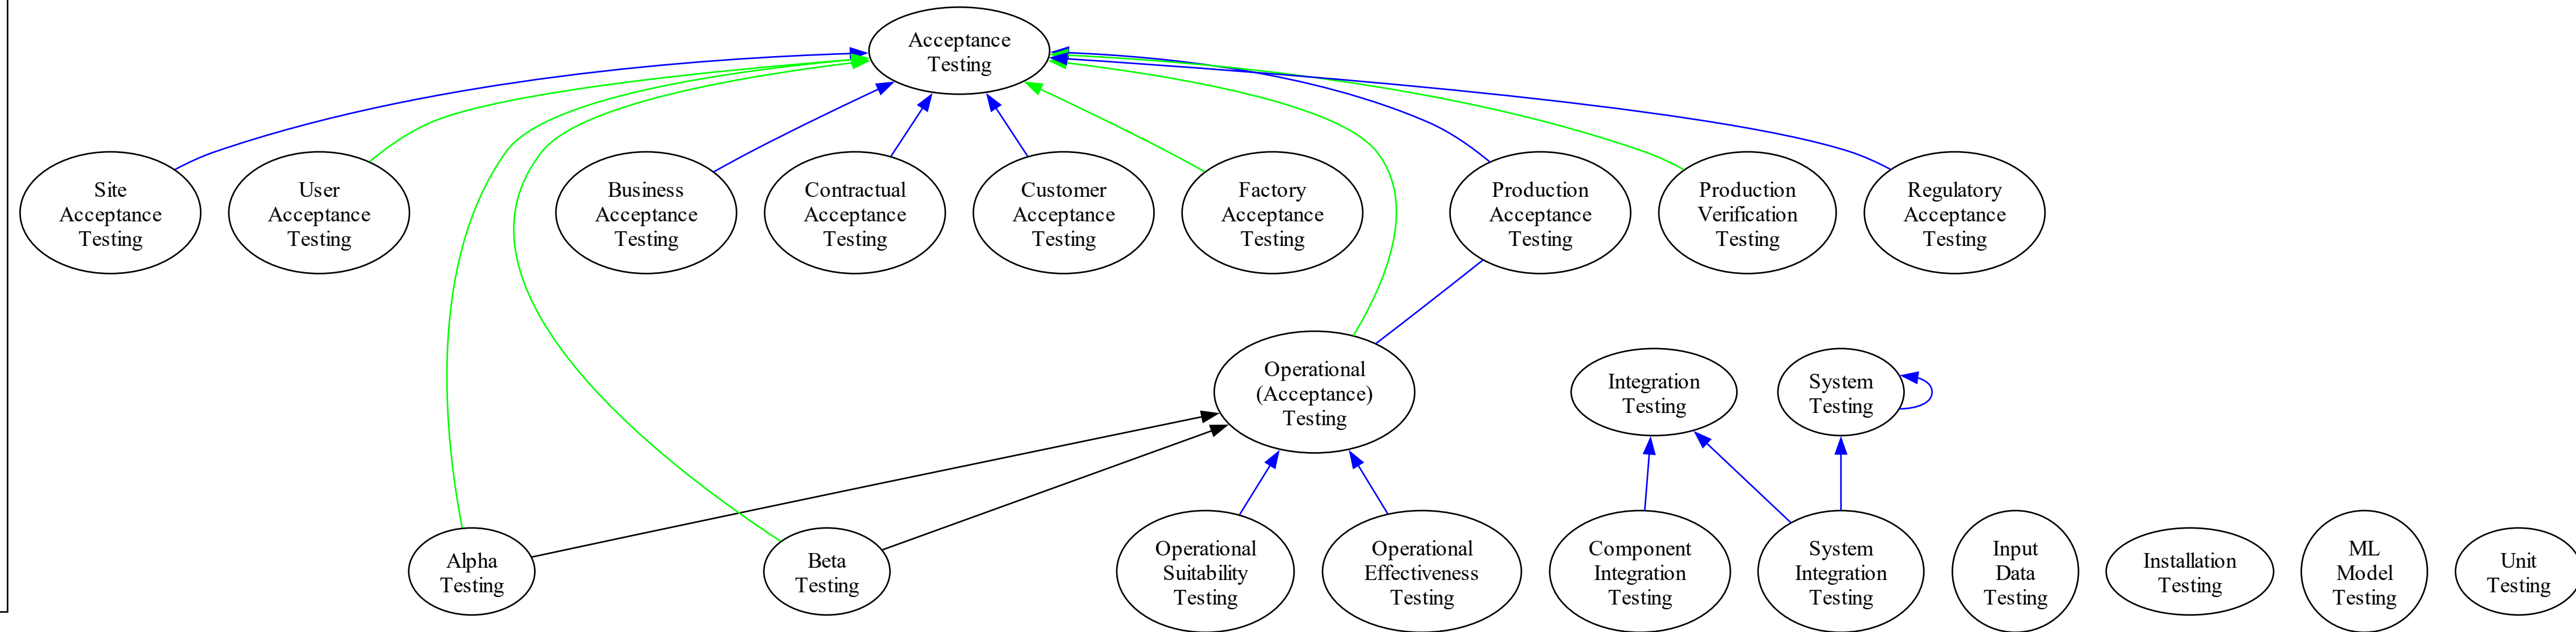 Acceptance
Testing
Site
Acceptance
Testing
User
Acceptance
Testing
Business
Acceptance
Testing
Contractual
Acceptance
Testing
Customer
Acceptance
Testing
Factory
Acceptance
Testing
Production
Acceptance
Testing
Production
Verification
Testing
Regulatory
Acceptance
Testing
Operational
(Acceptance)
Testing
Integration
Testing
System
Testing
Alpha
Testing
Beta
Testing
Operational
Suitability
Testing
Operational
Effectiveness
Testing
Component
Integration
Testing
System
Integration
Testing
Input
Data
Testing
Installation
Testing
ML
Model
Testing
Unit
Testing